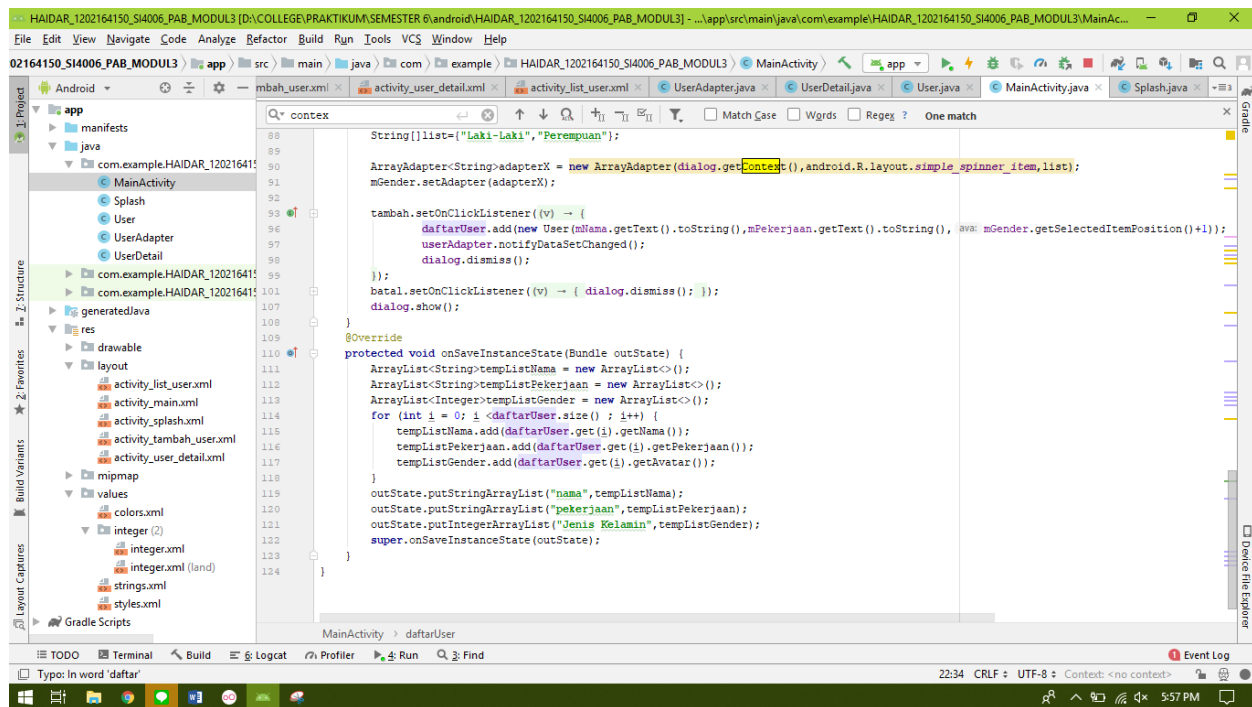 HAIDAR_1202164150_SI4006_PAB_MODUL3 [D:\COLLEGE\PRAKTIKUM\SEMESTER 6\android\HAIDAR_1202164150_SI4006_PAB_MODUL3] - ...\app\src\main\java\com\example\HAIDAR_1202164150_SI4006_PAB_MODUL3\MainAc...
File Edit View Navigate Code Analyze Refactor Build Run Tools VCS Window Help
02164150_SI4006_PAB_MODUL3 app src main java com example HAIDAR_1202164150_SI4006_PAB_MODUL3 MainActivity app
Android
mbah_user.xml activity_user_detail.xml activity_list_user.xml UserAdapter.java UserDetail.java User.java MainActivity.java Splash.java
contex Match Case Words Regex ? One match
1: Project
Z: Structure
2: Favorites
Build Variants
Layout Captures
app
manifests
java
com.example.HAIDAR_12021641
MainActivity
Splash
User
UserAdapter
UserDetail
com.example.HAIDAR_12021641
com.example.HAIDAR_12021641
generatedJava
res
drawable
layout
activity_list_user.xml
activity_main.xml
activity_splash.xml
activity_tambah_user.xml
activity_user_detail.xml
mipmap
values
colors.xml
integer (2)
integer.xml
integer.xml (land)
strings.xml
styles.xml
Gradle Scripts
88 String[]list={"Laki-Laki","Perempuan"};
89
90 ArrayAdapter<String>adapterX = new ArrayAdapter(dialog.getContext(),android.R.layout.simple_spinner_item,list);
91 mGender.setAdapter(adapterX);
92
93 tambah.setOnClickListener((v) → {
96 daftarUser.add(new User(mNama.getText().toString(),mPekerjaan.getText().toString(), ava: mGender.getSelectedItemPosition()+1));
97 userAdapter.notifyDataSetChanged();
98 dialog.dismiss();
99 });
101 batal.setOnClickListener((v) → { dialog.dismiss(); });
107 dialog.show();
108 }
109 @Override
110 protected void onSaveInstanceState(Bundle outState) {
111 ArrayList<String>tempListNama = new ArrayList<>();
112 ArrayList<String>tempListPekerjaan = new ArrayList<>();
113 ArrayList<Integer>tempListGender = new ArrayList<>();
114 for (int i = 0; i <daftarUser.size() ; i++) {
115 tempListNama.add(daftarUser.get(i).getNama());
116 tempListPekerjaan.add(daftarUser.get(i).getPekerjaan());
117 tempListGender.add(daftarUser.get(i).getAvatar());
118 }
119 outState.putStringArrayList("nama",tempListNama);
120 outState.putStringArrayList("pekerjaan",tempListPekerjaan);
121 outState.putIntegerArrayList("Jenis Kelamin",tempListGender);
122 super.onSaveInstanceState(outState);
123 }
124 }
MainActivity › daftarUser
Gradle
Device File Explorer
TODO Terminal Build 6: Logcat Profiler 4: Run 3: Find 1 Event Log
Typo: In word 'daftar' 22:34 CRLF UTF-8 Context: <no context>
5:57 PM